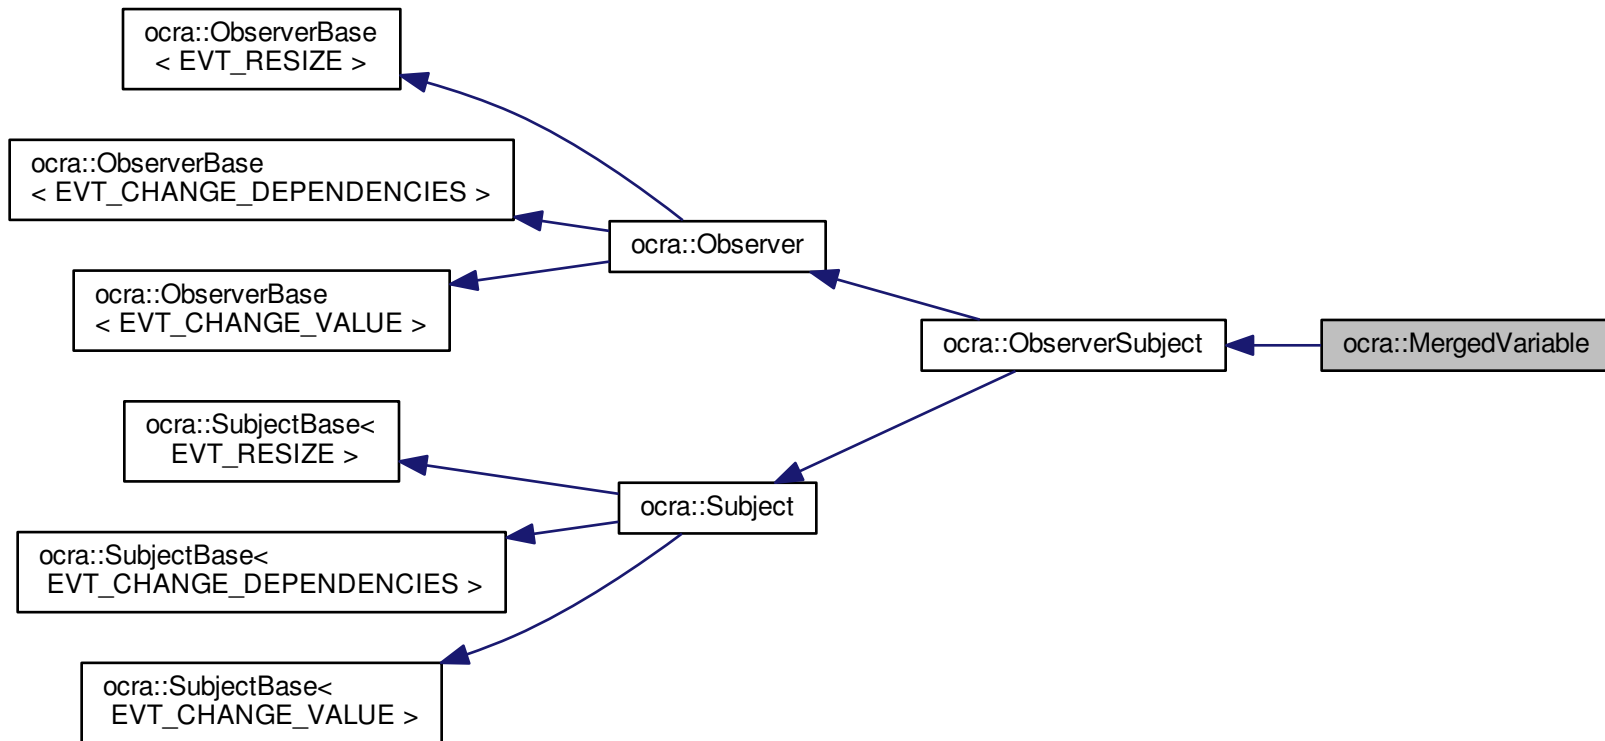 ocra::ObserverBase
< EVT_RESIZE >
ocra::ObserverBase
< EVT_CHANGE_DEPENDENCIES >
ocra::Observer
ocra::ObserverBase
< EVT_CHANGE_VALUE >
ocra::ObserverSubject
ocra::MergedVariable
ocra::SubjectBase<
EVT_RESIZE >
ocra::Subject
ocra::SubjectBase<
EVT_CHANGE_DEPENDENCIES >
ocra::SubjectBase<
EVT_CHANGE_VALUE >